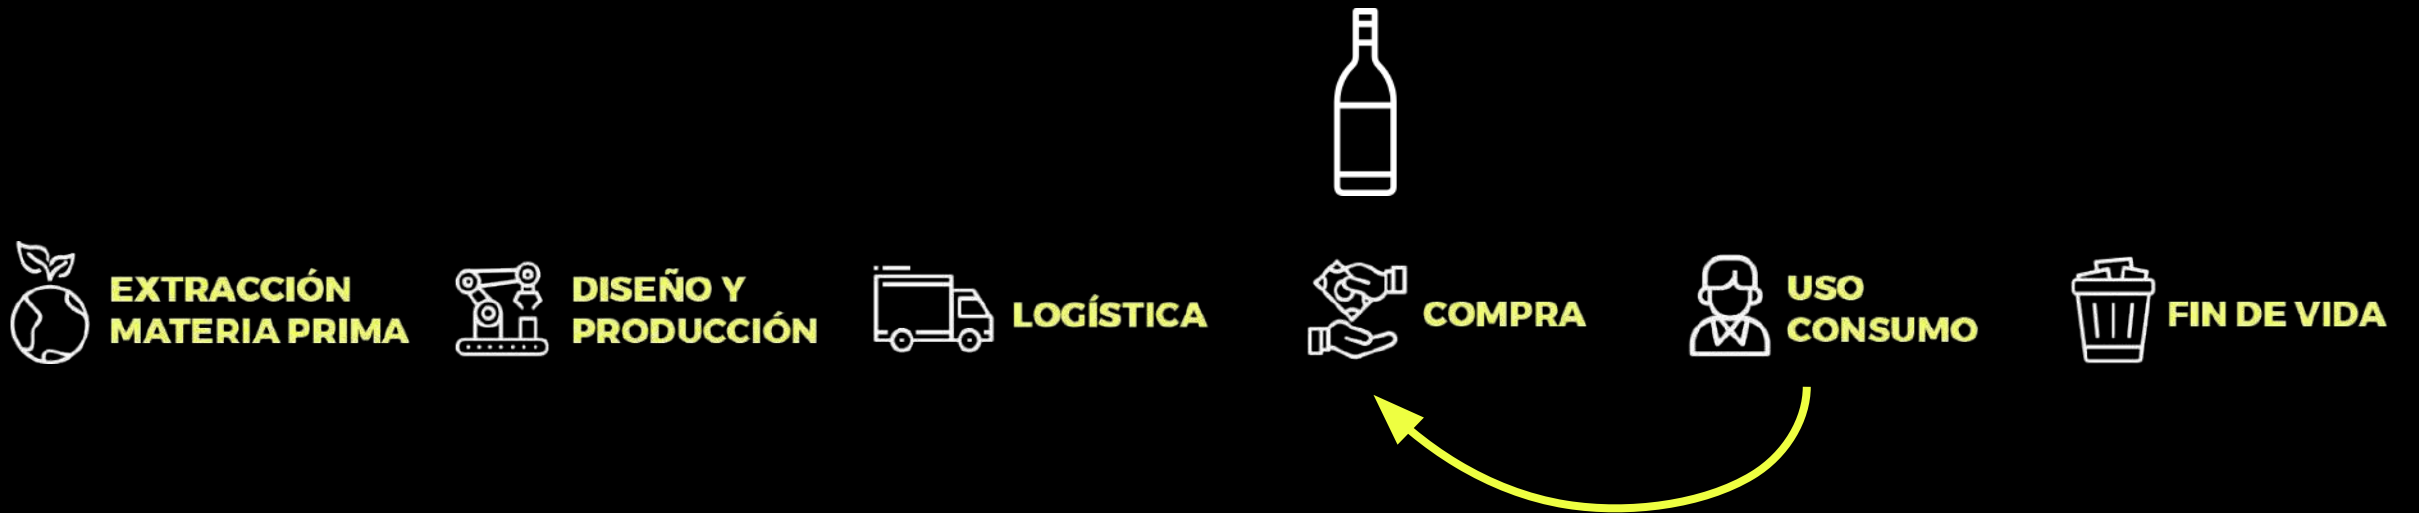 EXTRACCIÓN
MATERIA PRIMA
DISEÑO Y
PRODUCCIÓN
LOGÍSTICA
COMPRA
USO
CONSUMO
FIN DE VIDA